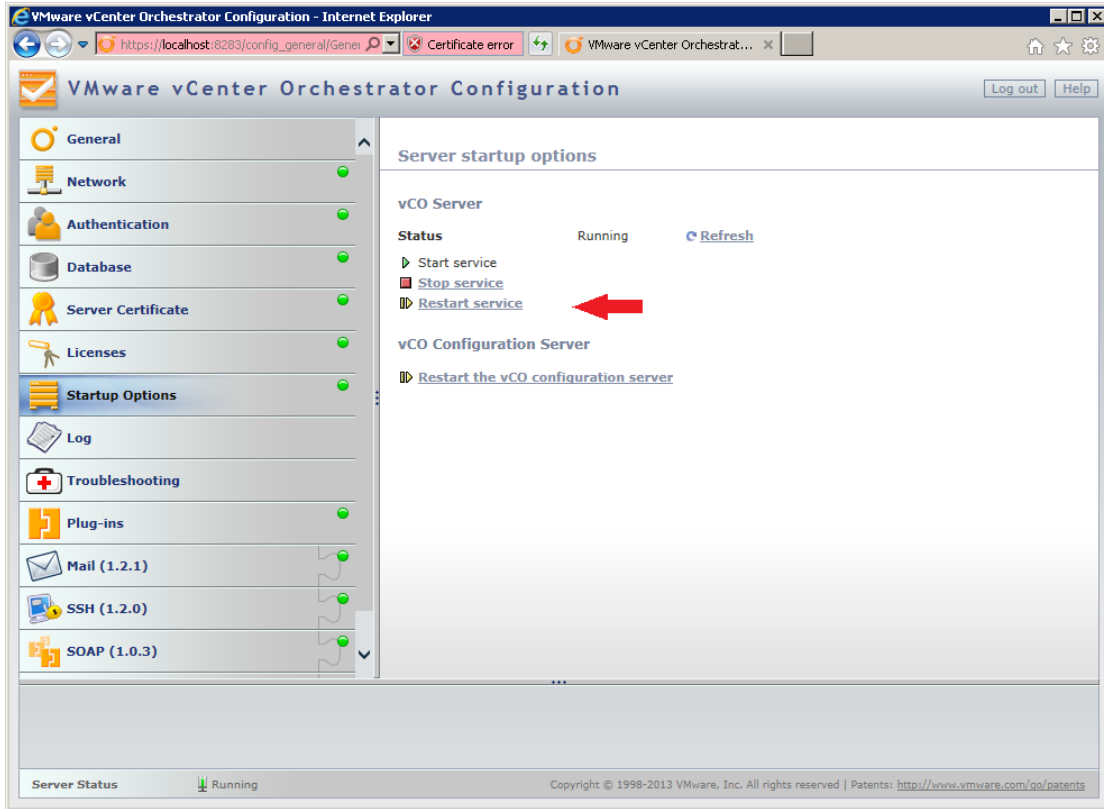 VMware vCenter Orchestrator Configuration - Internet Explorer
https://localhost:8283/config_general/Gener
Certificate error
VMware vCenter Orchestrat...
VMware vCenter Orchestrator Configuration
Log out
Help
General
Network
Authentication
Database
Server Certificate
Licenses
Startup Options
Log
Troubleshooting
Plug-ins
Mail (1.2.1)
SSH (1.2.0)
SOAP (1.0.3)
Server startup options
vCO Server
Status Running Refresh
Start service
Stop service
Restart service
vCO Configuration Server
Restart the vCO configuration server
Server Status Running
Copyright © 1998-2013 VMware, Inc. All rights reserved | Patents: http://www.vmware.com/go/patents